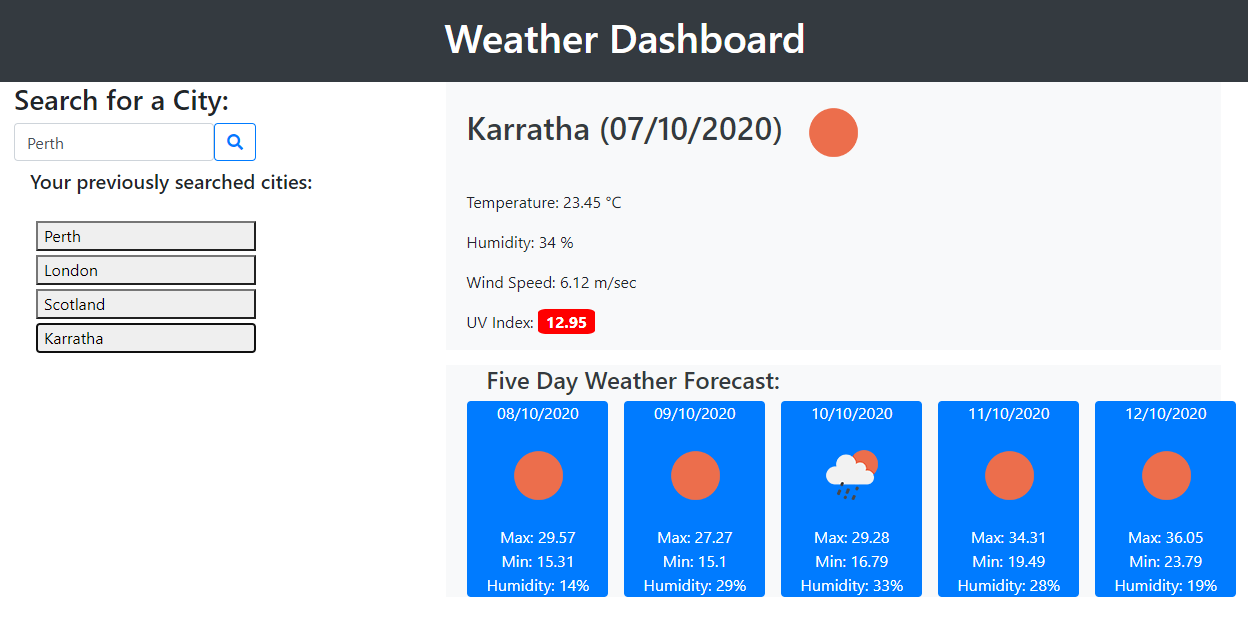 Weather Dashboard
Search for a City:
Perth
Your previously searched cities:
Perth
London
Scotland
Karratha
Karratha (07/10/2020)
Temperature: 23.45 °C
Humidity: 34 %
Wind Speed: 6.12 m/sec
UV Index: 12.95
Five Day Weather Forecast:
08/10/2020
Max: 29.57
Min: 15.31
Humidity: 14%
09/10/2020
Max: 27.27
Min: 15.1
Humidity: 29%
10/10/2020
Max: 29.28
Min: 16.79
Humidity: 33%
11/10/2020
Max: 34.31
Min: 19.49
Humidity: 28%
12/10/2020
Max: 36.05
Min: 23.79
Humidity: 19%